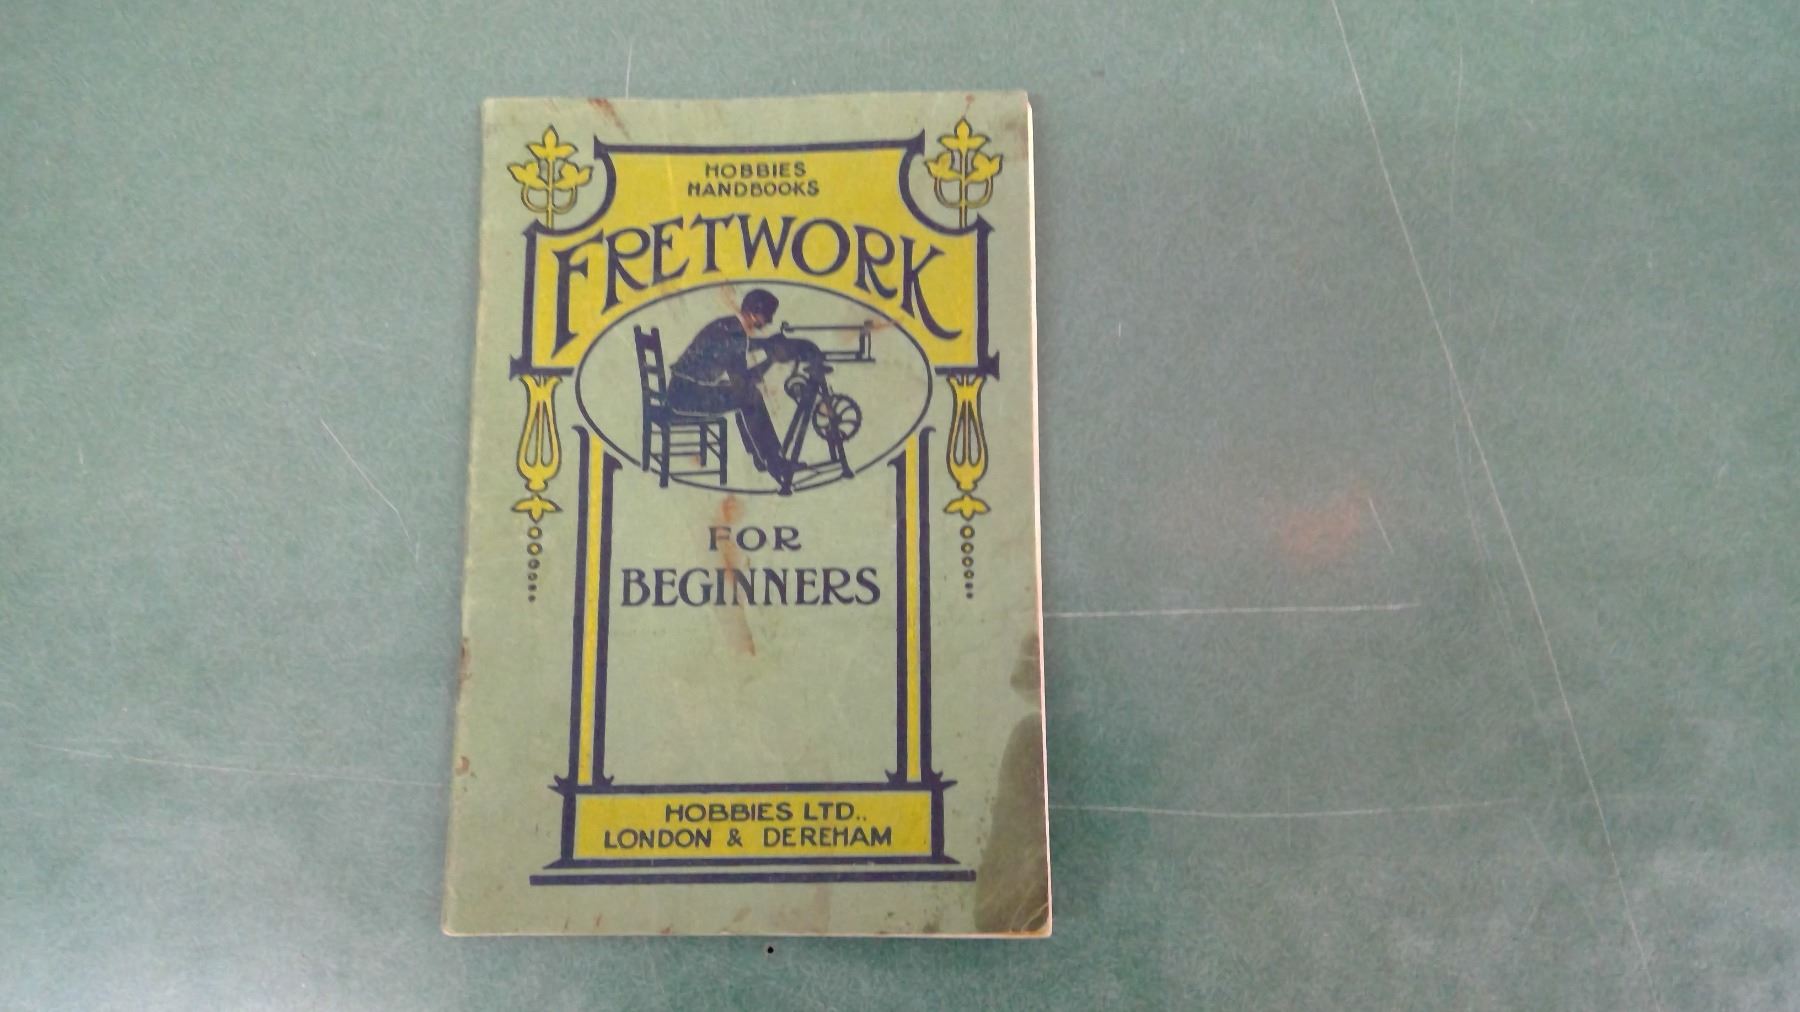 HOBBIES
HANDBOOKS
FRETWORK
FOR
BEGINNERS
HOBBIES LTD.,
LONDON & DEREHAM